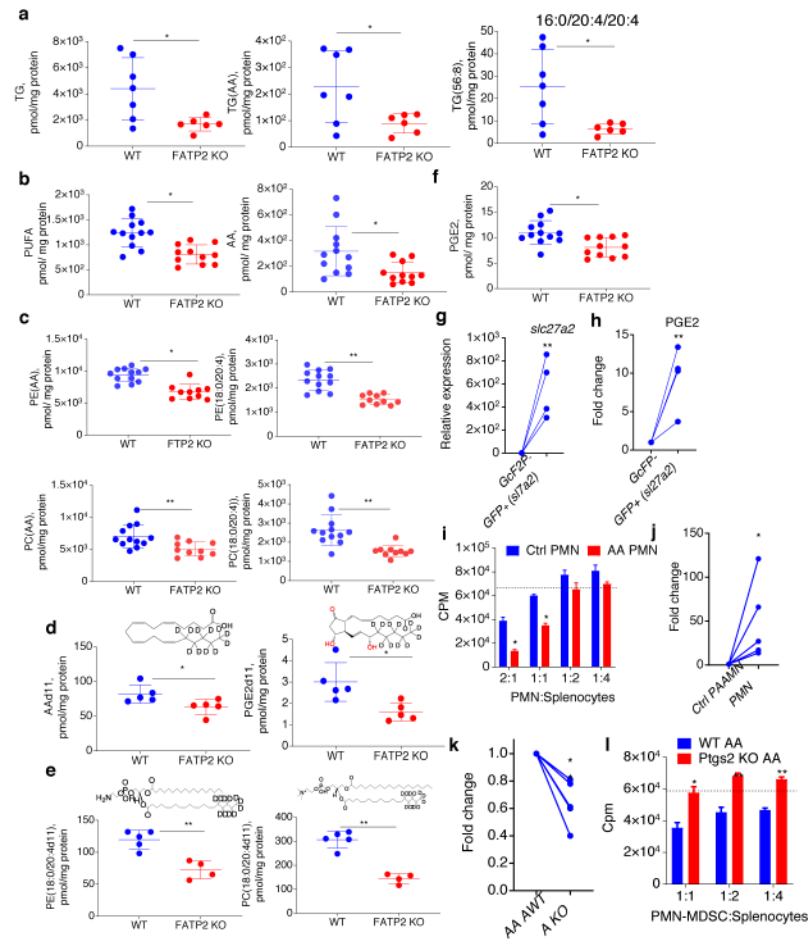 a
16:0/20:4/20:4
TG,
pmol/mg protein
8×10³
6×10³
4×10³
2×10³
0
*
WT
FATP2 KO
TG(AA),
pmol/mg protein
4×10²
3×10²
2×10²
1×10²
0
*
WT
FATP2 KO
TG(56:8)
pmol/mg protein
50
40
30
20
10
0
*
WT
FATP2 KO
b
PUFA
pmol/ mg protein
2×10³
1×10³
1×10³
5×10²
0
*
WT
FATP2 KO
AA,
pmol/ mg protein
8×10²
6×10²
4×10²
2×10²
0
*
WT
FATP2 KO
f
PGE2,
pmol/ mg protein
20
15
10
5
0
*
WT
FATP2 KO
c
PE(AA),
pmol/mg protein
1.5×10⁴
1×10⁴
5×10³
0
*
WT
FTP2 KO
PE(18:0/20:4),
pmol/mg protein
4×10³
3×10³
2×10³
1×10³
0
**
WT
FATP2 KO
g
slc27a2
Relative expression
1×10³
8×10²
6×10²
4×10²
2×10²
0
**
GcF2P-
GFP+ (sl7a2)
h
PGE2
Fold change
15
10
5
0
**
GcFP-
GFP+ (sl27a2)
PC(AA),
pmol/mg protein
1.5×10⁴
1×10⁴
5×10³
0
**
WT
FATP2 KO
PC(18:0/20:4)),
pmol/mg protein
5×10³
4×10³
3×10³
2×10³
1×10³
0
**
WT
FATP2 KO
i
Ctrl PMN
AA PMN
CPM
1×10⁵
8×10⁴
6×10⁴
4×10⁴
2×10⁴
0
*
*
2:1
1:1
1:2
1:4
PMN:Splenocytes
j
Fold change
150
100
50
0
*
Ctrl PAAMN
PMN
d
AAd11,
pmol/mg protein
150
100
50
0
*
WT
FATP2 KO
PGE2d11,
pmol/mg protein
6
5
4
3
2
1
*
WT
FATP2 KO
e
H₂N
PE(18:0/20:4d11),
pmol/mg protein
150
100
50
0
**
WT
FATP2 KO
PC(18:0/20:4d11),
pmol/mg protein
400
300
200
100
0
**
WT
FATP2 KO
k
Fold change
1.0
0.8
0.6
0.4
0.2
0.0
*
AA AWT
A KO
l
WT AA
Ptgs2 KO AA
Cpm
8×10⁴
6×10⁴
4×10⁴
2×10⁴
0
*
**
**
1:1
1:2
1:4
PMN-MDSC:Splenocytes